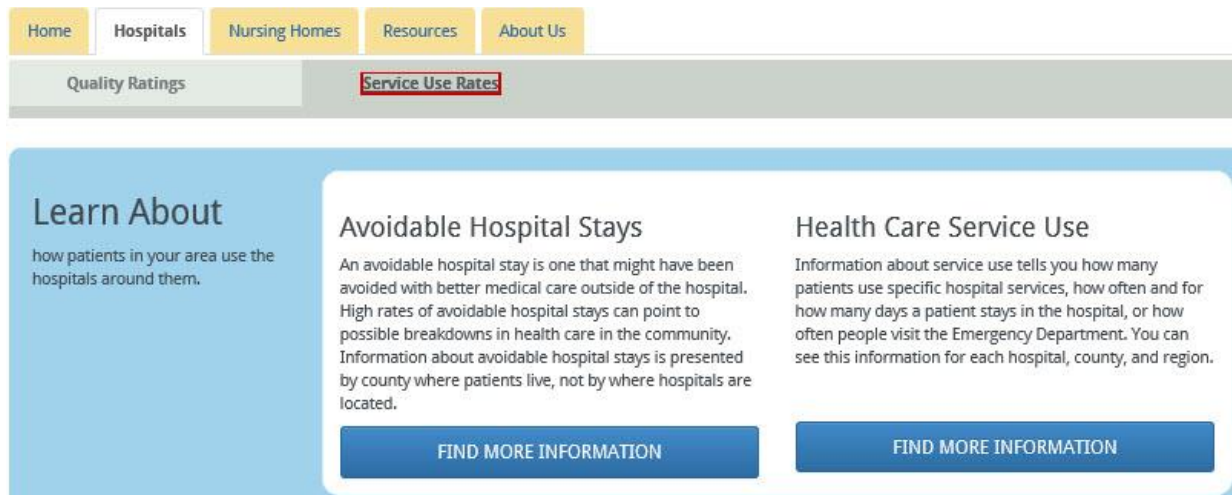 Home Hospitals Nursing Homes Resources About Us
Quality Ratings Service Use Rates
Learn About
how patients in your area use the
hospitals around them.
Avoidable Hospital Stays
An avoidable hospital stay is one that might have been
avoided with better medical care outside of the hospital.
High rates of avoidable hospital stays can point to
possible breakdowns in health care in the community.
Information about avoidable hospital stays is presented
by county where patients live, not by where hospitals are
located.
FIND MORE INFORMATION
Health Care Service Use
Information about service use tells you how many
patients use specific hospital services, how often and for
how many days a patient stays in the hospital, or how
often people visit the Emergency Department. You can
see this information for each hospital, county, and region.
FIND MORE INFORMATION